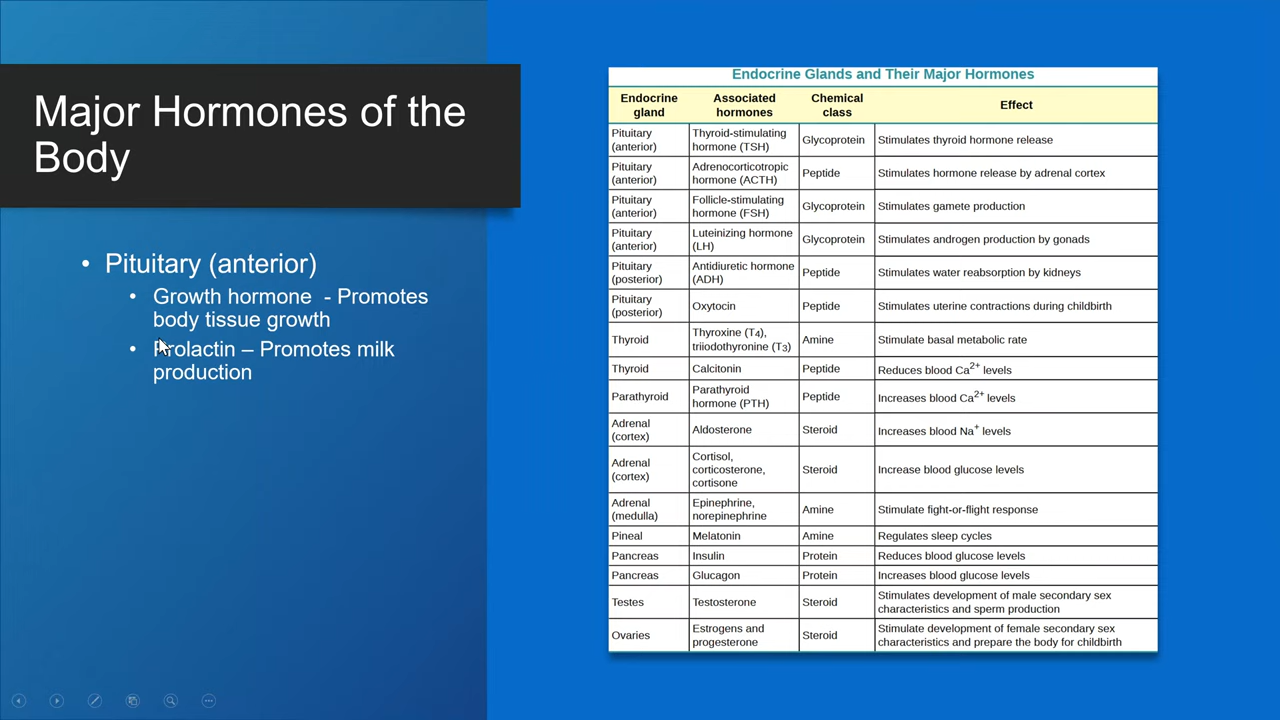 Major Hormones of the
Body
• Pituitary (anterior)
• Growth hormone  - Promotes
body tissue growth
• Prolactin – Promotes milk
production
Endocrine Glands and Their Major Hormones
Endocrine gland | Associated hormones | Chemical class | Effect
Pituitary (anterior) | Thyroid-stimulating hormone (TSH) | Glycoprotein | Stimulates thyroid hormone release
Pituitary (anterior) | Adrenocorticotropic hormone (ACTH) | Peptide | Stimulates hormone release by adrenal cortex
Pituitary (anterior) | Follicle-stimulating hormone (FSH) | Glycoprotein | Stimulates gamete production
Pituitary (anterior) | Luteinizing hormone (LH) | Glycoprotein | Stimulates androgen production by gonads
Pituitary (posterior) | Antidiuretic hormone (ADH) | Peptide | Stimulates water reabsorption by kidneys
Pituitary (posterior) | Oxytocin | Peptide | Stimulates uterine contractions during childbirth
Thyroid | Thyroxine (T4), triiodothyronine (T3) | Amine | Stimulate basal metabolic rate
Thyroid | Calcitonin | Peptide | Reduces blood Ca2+ levels
Parathyroid | Parathyroid hormone (PTH) | Peptide | Increases blood Ca2+ levels
Adrenal (cortex) | Aldosterone | Steroid | Increases blood Na+ levels
Adrenal (cortex) | Cortisol, corticosterone, cortisone | Steroid | Increase blood glucose levels
Adrenal (medulla) | Epinephrine, norepinephrine | Amine | Stimulate fight-or-flight response
Pineal | Melatonin | Amine | Regulates sleep cycles
Pancreas | Insulin | Protein | Reduces blood glucose levels
Pancreas | Glucagon | Protein | Increases blood glucose levels
Testes | Testosterone | Steroid | Stimulates development of male secondary sex characteristics and sperm production
Ovaries | Estrogens and progesterone | Steroid | Stimulate development of female secondary sex characteristics and prepare the body for childbirth